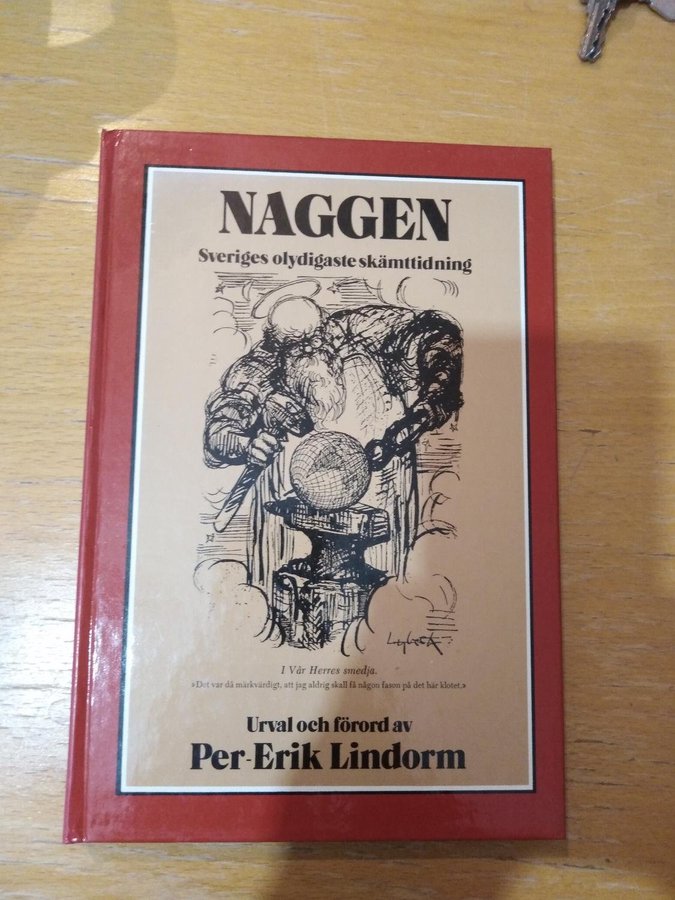 NAGGEN
Sveriges olydigaste skämttidning
I Vår Herres smedja.
»Det var då märkvärdigt, att jag aldrig skall få någon fason på det här klotet.»
Urval och förord av
Per-Erik Lindorm